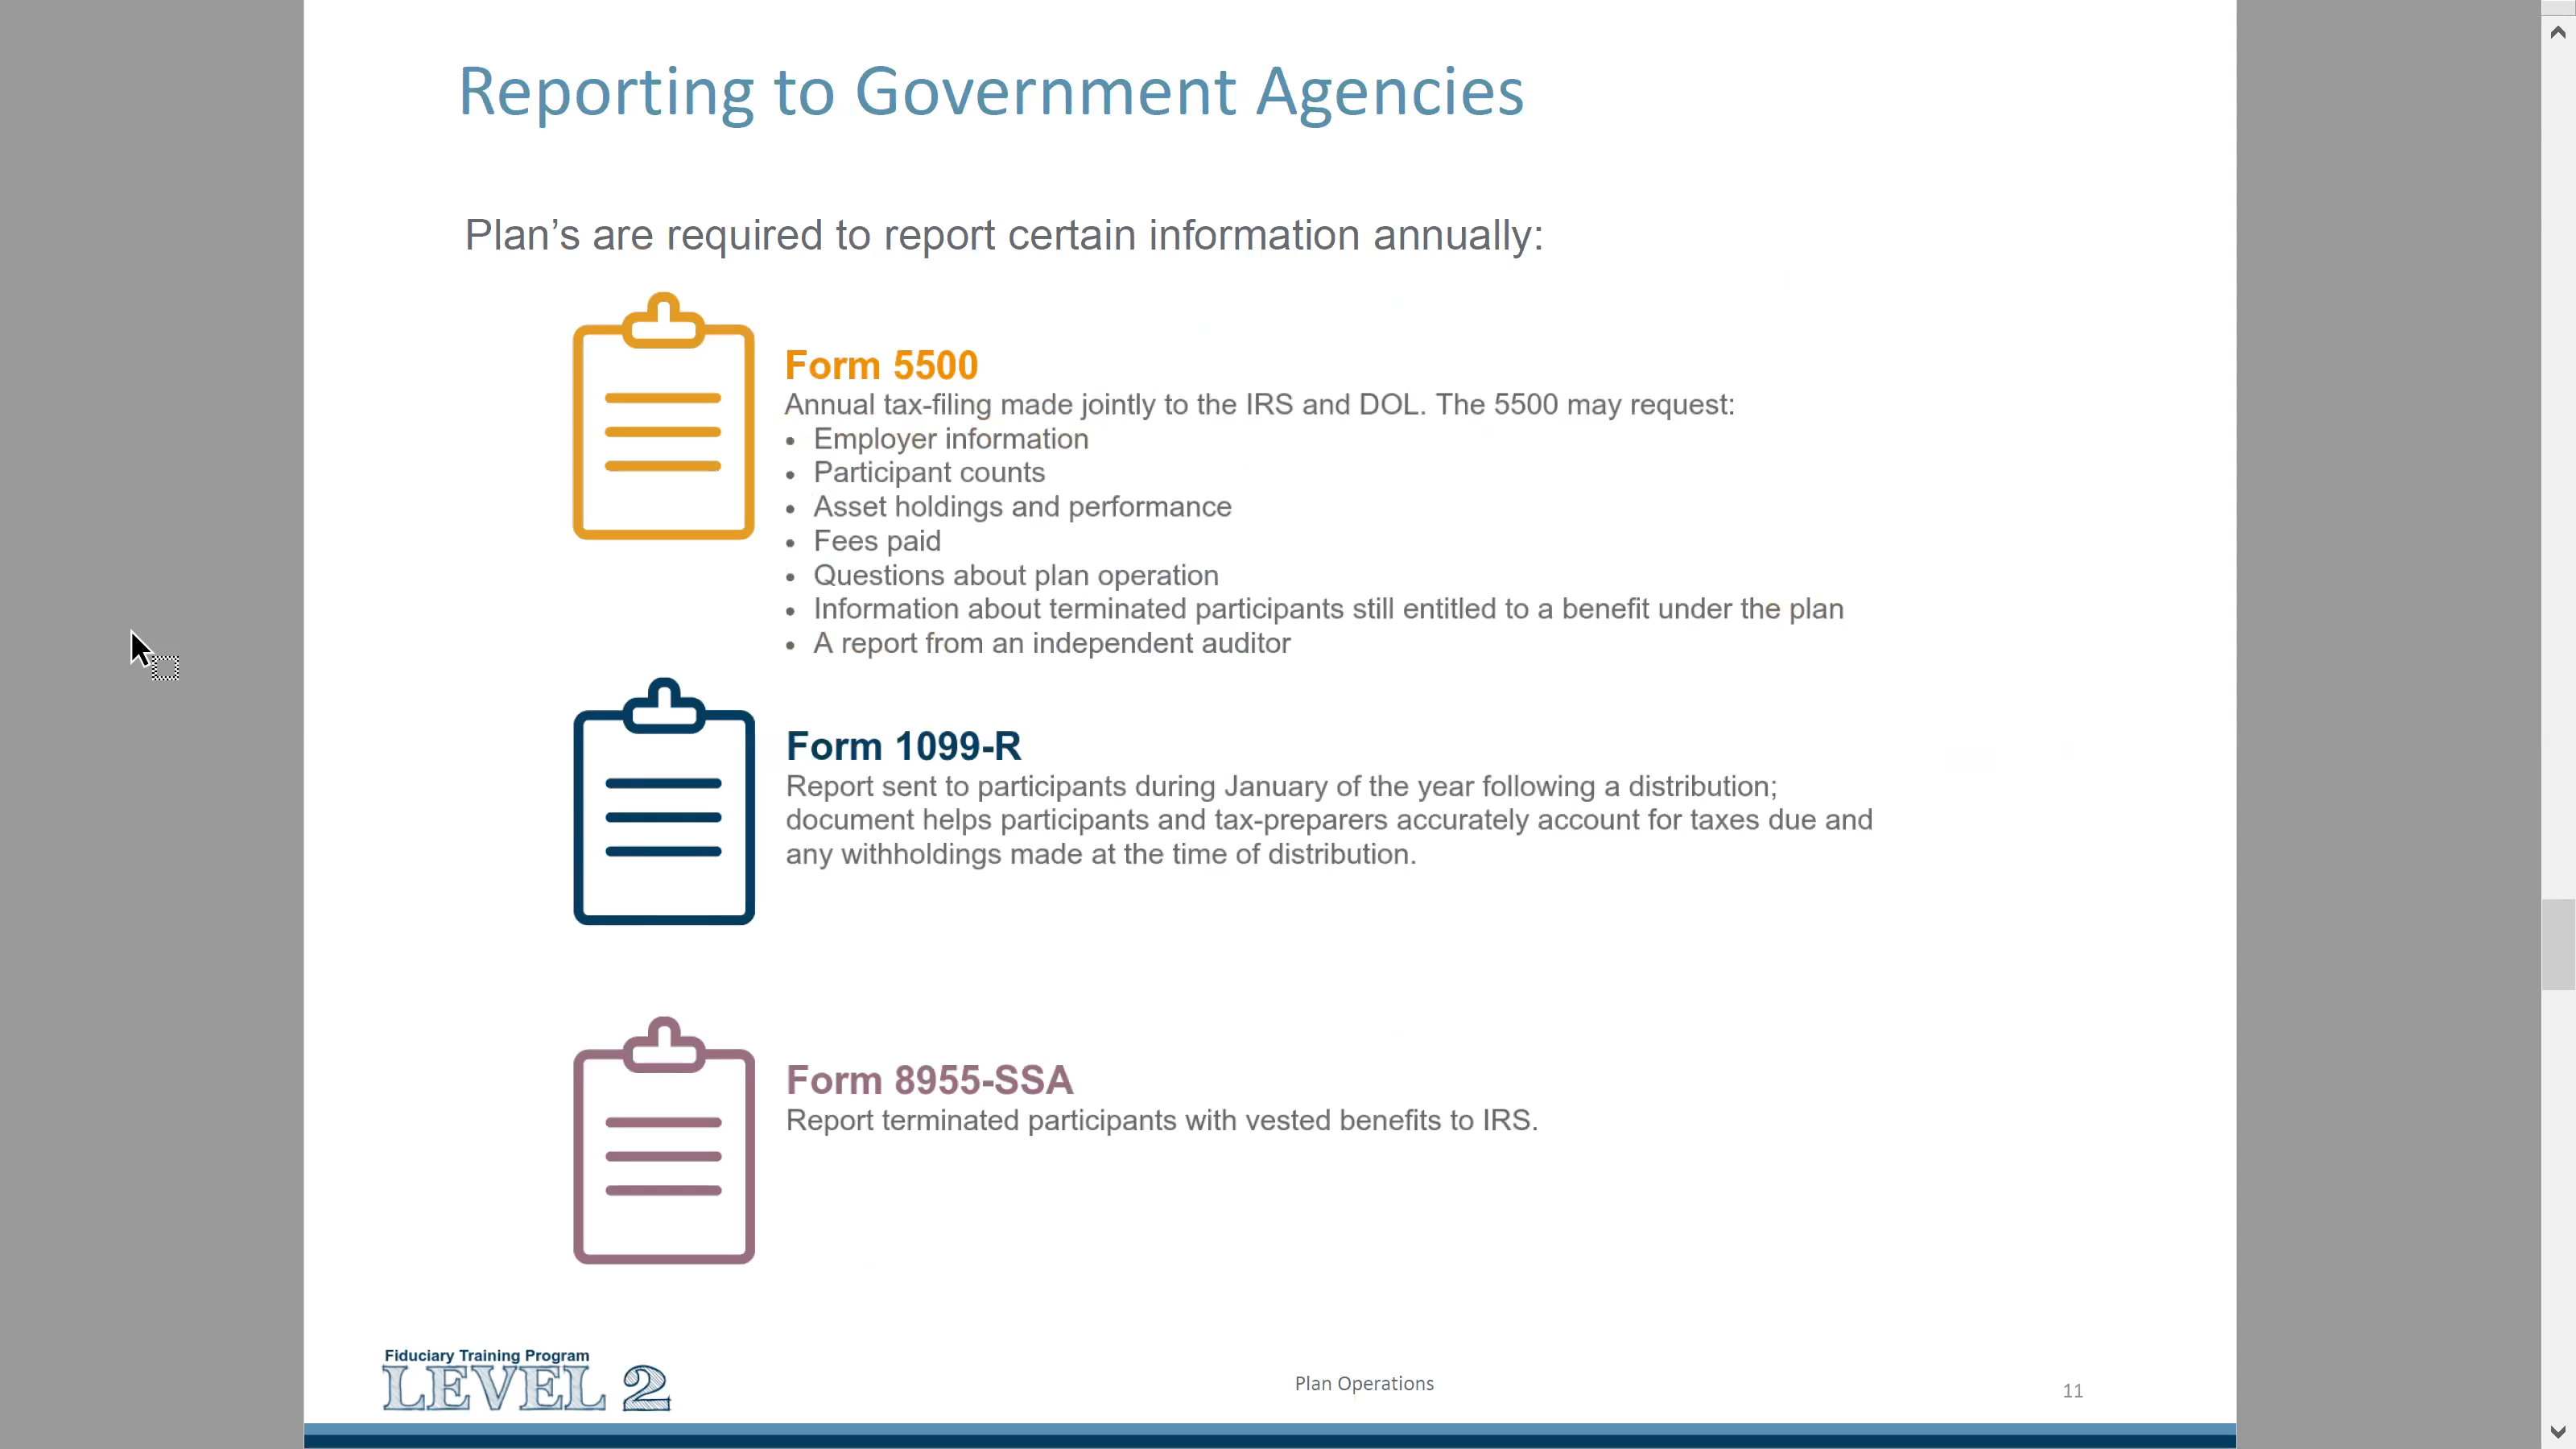 Reporting to Government Agencies
Plan’s are required to report certain information annually:
Form 5500
Annual tax-filing made jointly to the IRS and DOL. The 5500 may request:
• Employer information
• Participant counts
• Asset holdings and performance
• Fees paid
• Questions about plan operation
• Information about terminated participants still entitled to a benefit under the plan
• A report from an independent auditor
Form 1099-R
Report sent to participants during January of the year following a distribution;
document helps participants and tax-preparers accurately account for taxes due and
any withholdings made at the time of distribution.
Form 8955-SSA
Report terminated participants with vested benefits to IRS.
Fiduciary Training Program
LEVEL 2
Plan Operations
11